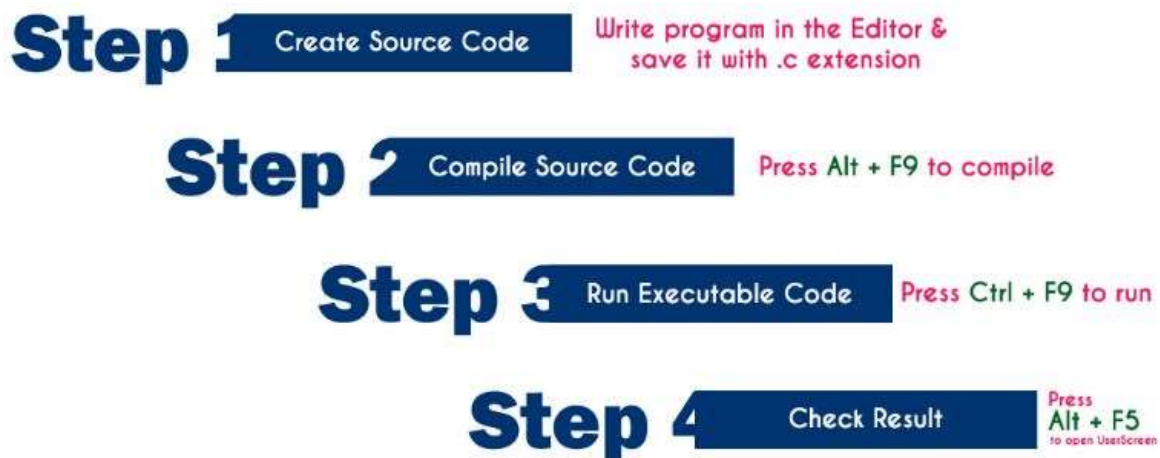 Step 1 Create Source Code
Write program in the Editor &
save it with .c extension
Step 2 Compile Source Code Press Alt + F9 to compile
Step 3 Run Executable Code Press Ctrl + F9 to run
Step 4 Check Result
Press
Alt + F5
to open UserScreen